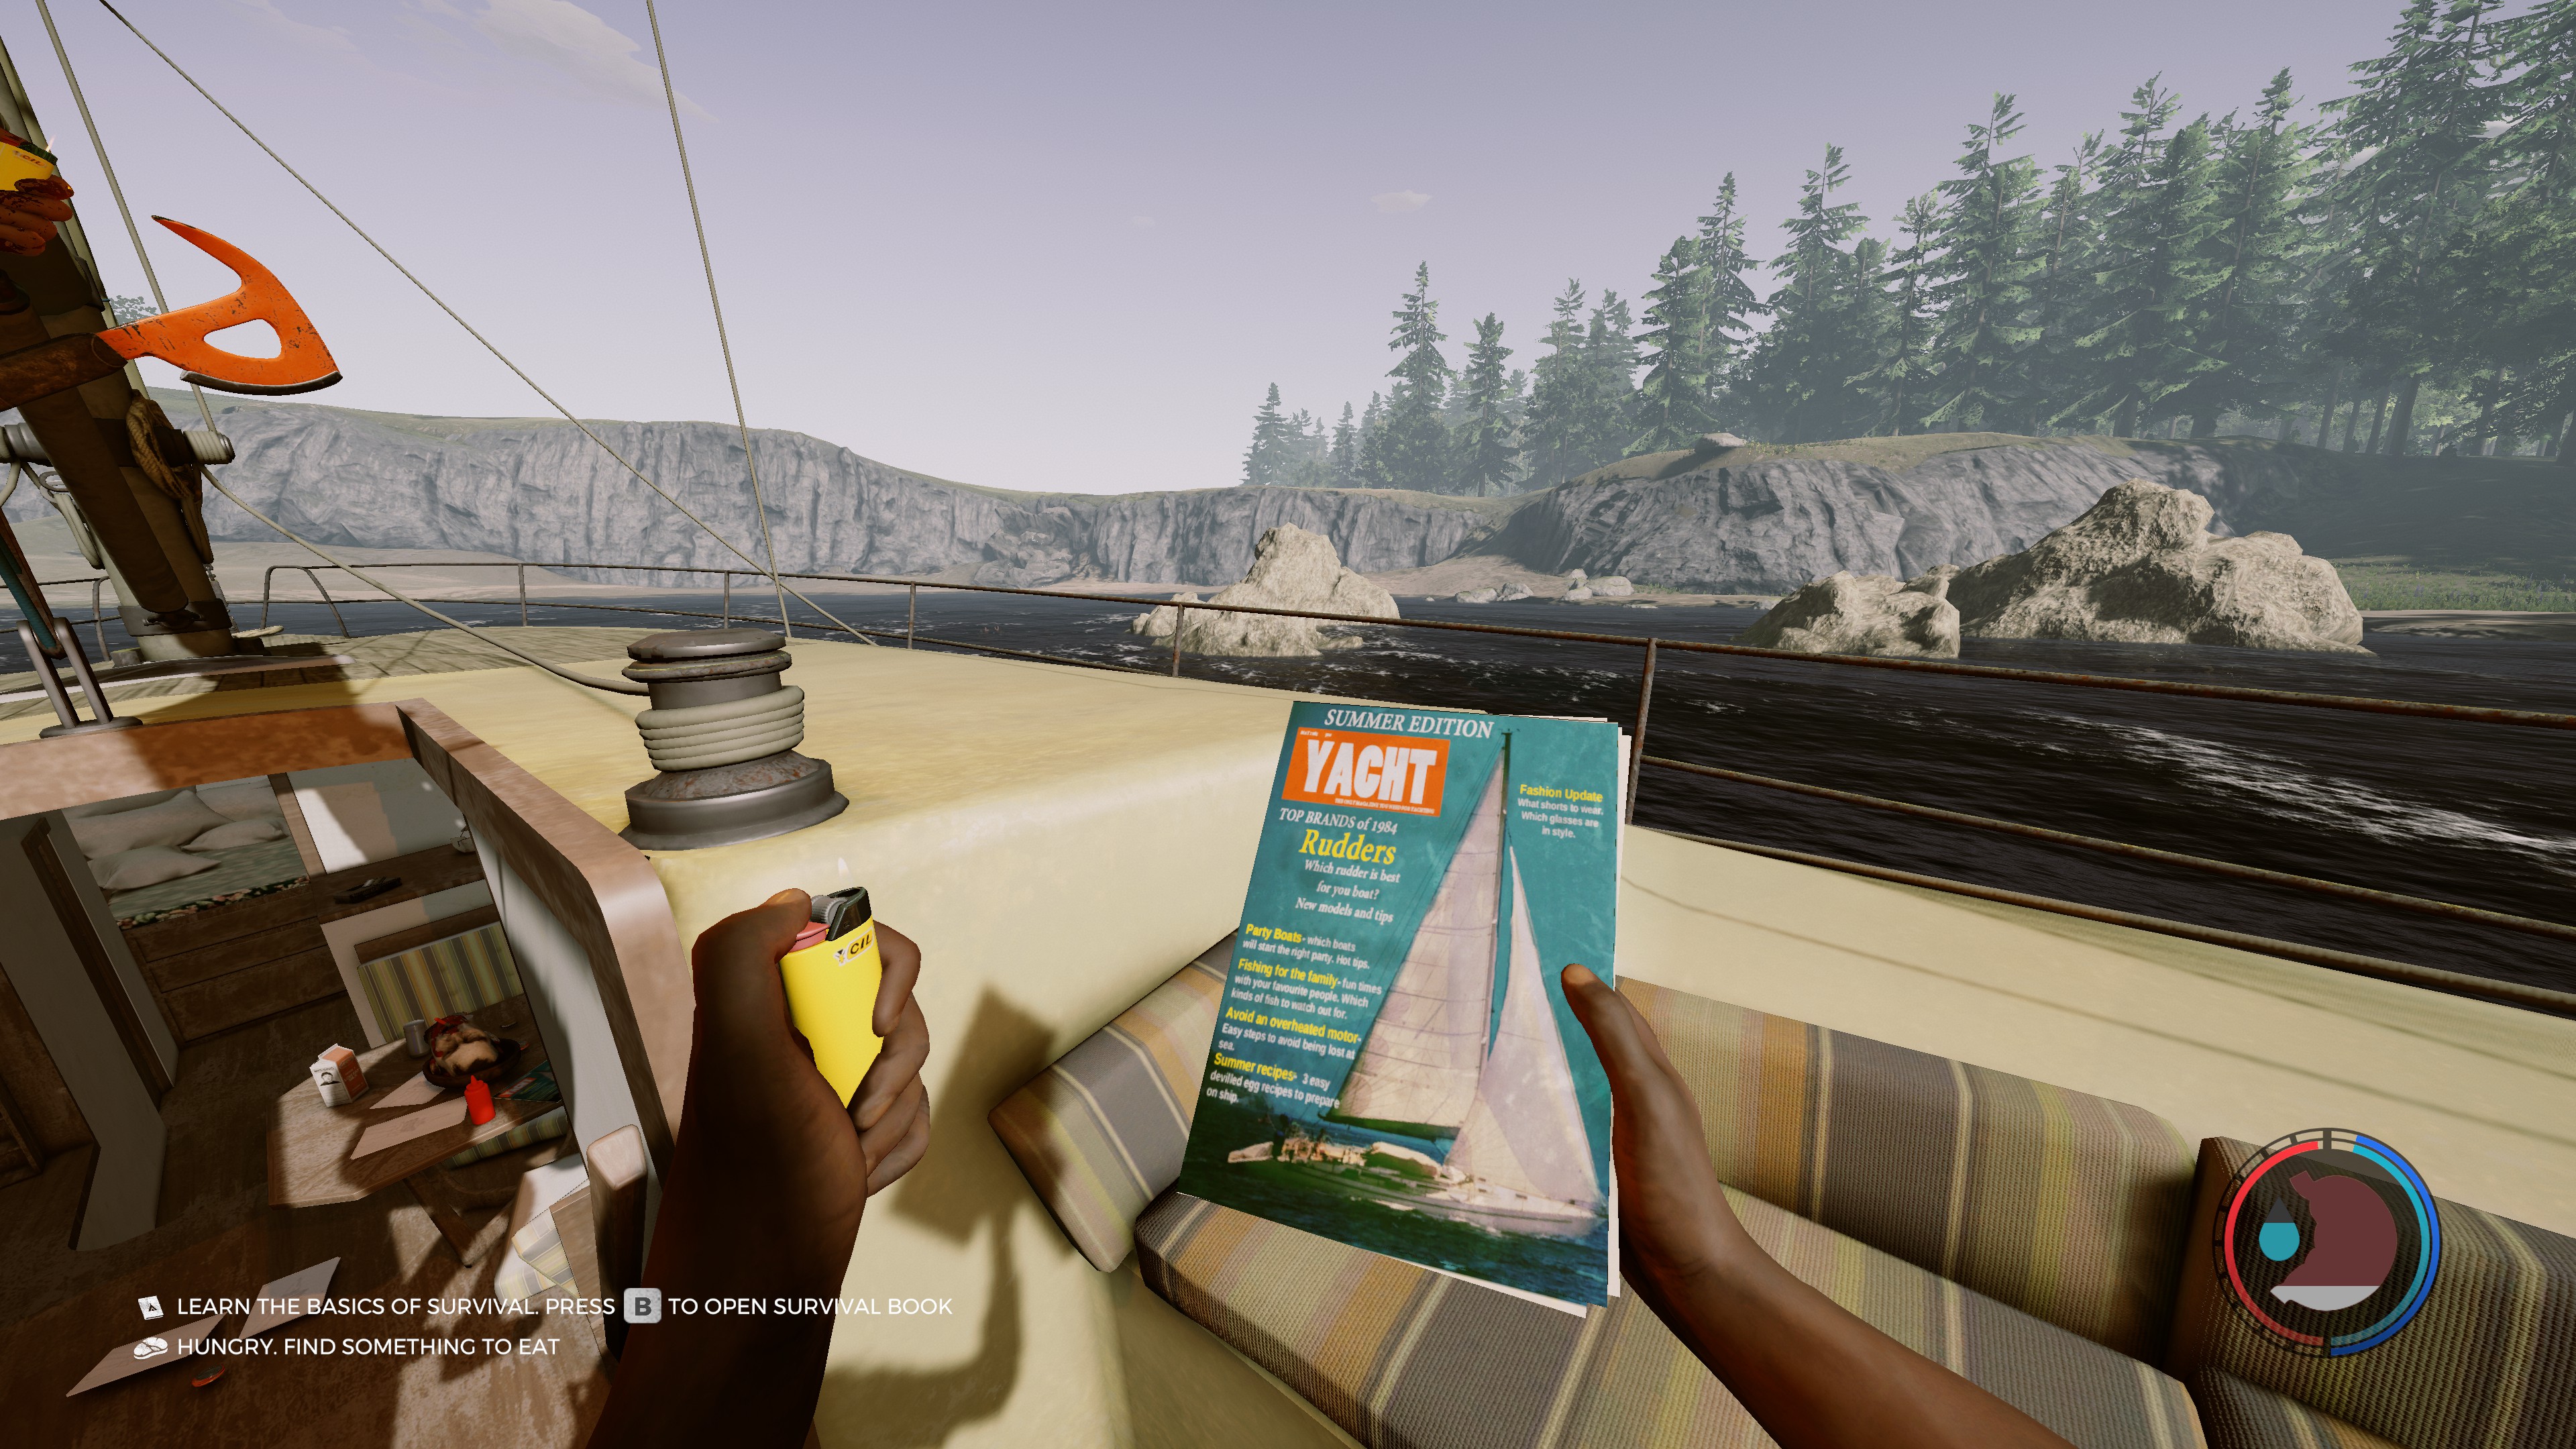 SUMMER EDITION
YACHT
TOP BRANDS of 1984
Rudders
Which rudder is best
for you boat?
New models and tips
Fashion Update
What shorts to wear.
Which glasses are
in style.
Party Boats- which boats
will start the right party. Hot tips.
Fishing for the family- fun times
with your favourite people. Which
kinds of fish to watch out for.
Avoid an overheated motor-
Easy steps to avoid being lost at
sea.
Summer recipes- 3 easy
devilled egg recipes to prepare
on ship.
CIL
LEARN THE BASICS OF SURVIVAL. PRESS B TO OPEN SURVIVAL BOOK
HUNGRY. FIND SOMETHING TO EAT